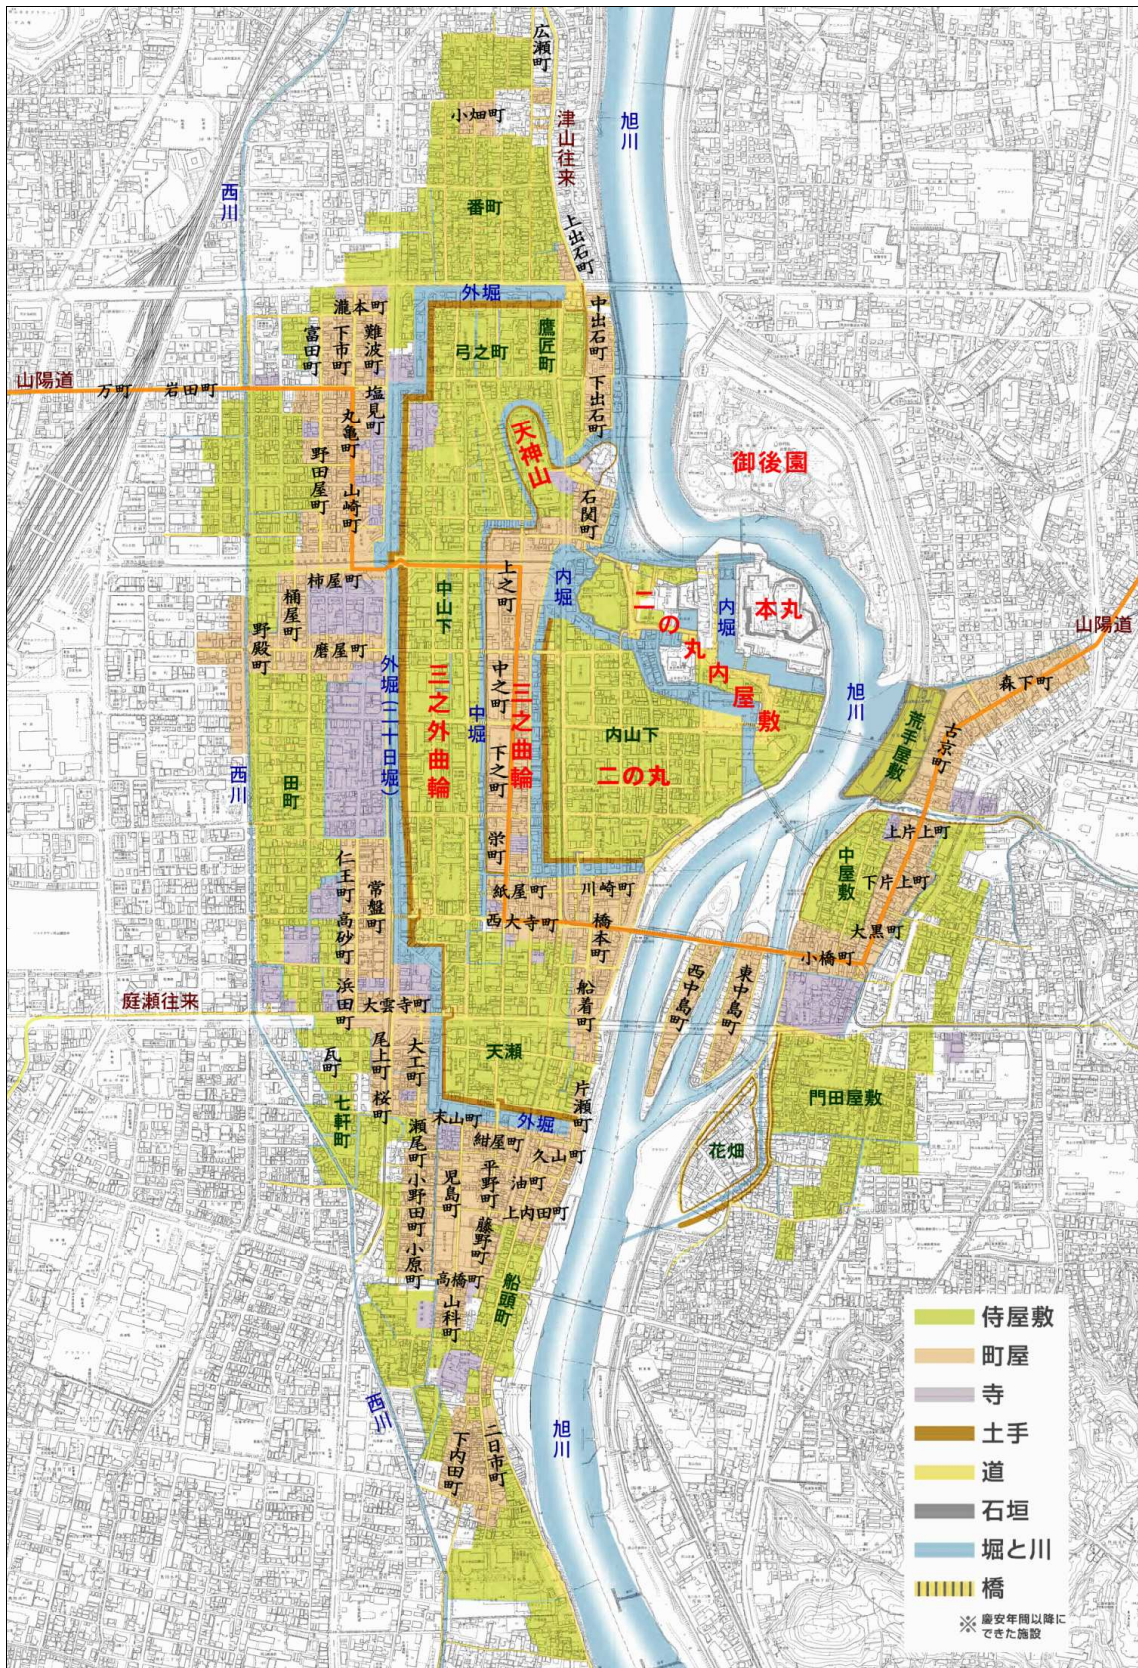 広瀬町
小畑町
津山往来
旭川
西川
番町
上出石町
外堀
瀧本町
富田町
下市町
難波町
弓之町
鷹匠町
中出石町
山陽道
万町
岩田町
塩見町
下出石町
丸亀町
天神山
御後園
野田屋町
山崎町
石関町
柿屋町
桶屋町
中山下
上之町
内堀
二の丸内屋敷
内堀
本丸
山陽道
野殿町
磨屋町
外堀(二十日堀)
三之外曲輪
中堀
中之町
三之曲輪
下之町
内山下
二の丸
旭川
荒手屋敷
古京町
森下町
西川
田町
栄町
上片上町
中屋敷
下片上町
仁王町
常盤町
紙屋町
川崎町
西大寺町
橋本町
大黒町
小橋町
高砂町
西中島町
東中島町
庭瀬往来
浜田町
大雲寺町
船着町
瓦町
尾上町
大工町
天瀬
七軒町
桜町
片瀬町
門田屋敷
末山町
外堀
瀬尾町
紺屋町
久山町
花畑
児島町
平野町
油町
小野田町
上内田町
藤野町
小原町
高橋町
船頭町
山科町
西川
旭川
下内田町
二日市町
侍屋敷
町屋
寺
土手
道
石垣
堀と川
橋
※慶安年間以降に
できた施設